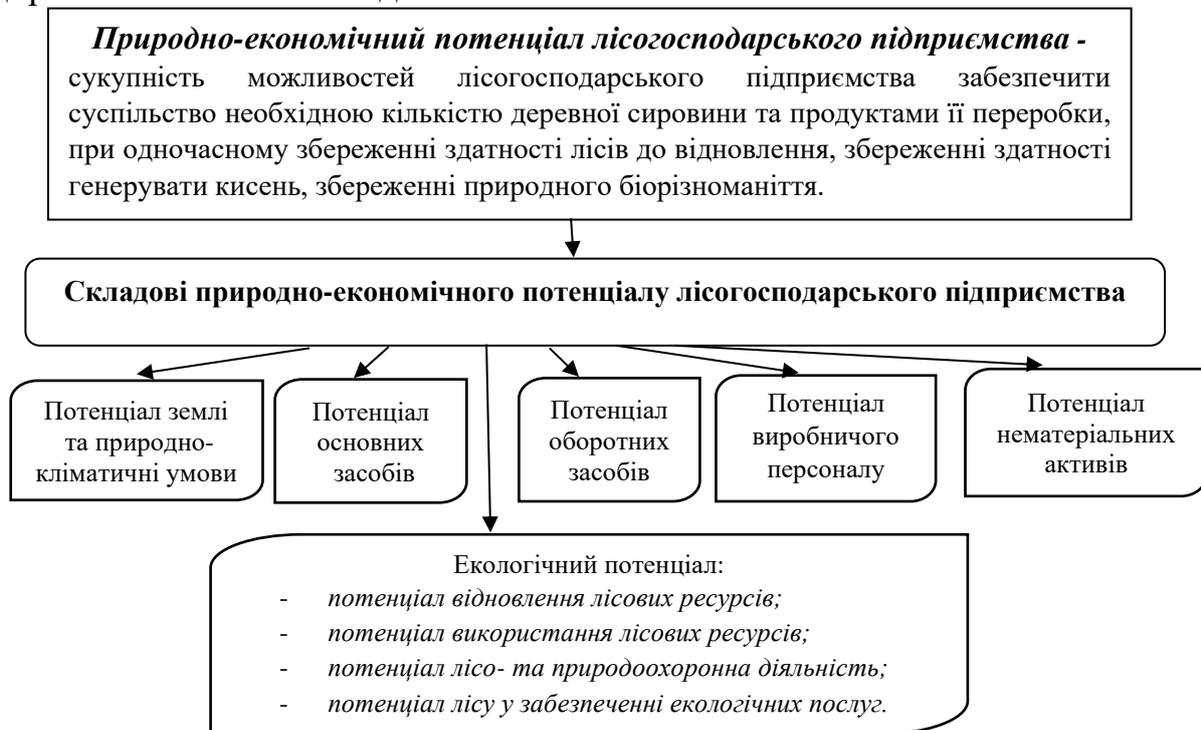 Природно-економічний потенціал лісогосподарського підприємства -
сукупність можливостей лісогосподарського підприємства забезпечити
суспільство необхідною кількістю деревної сировини та продуктами її переробки,
при одночасному збереженні здатності лісів до відновлення, збереженні здатності
генерувати кисень, збереженні природного біорізноманіття.
Складові природно-економічного потенціалу лісогосподарського підприємства
Потенціал землі
та природно-
кліматичні умови
Потенціал
основних
засобів
Потенціал
оборотних
засобів
Потенціал
виробничого
персоналу
Потенціал
нематеріальних
активів
Екологічний потенціал:
- потенціал відновлення лісових ресурсів;
- потенціал використання лісових ресурсів;
- потенціал лісо- та природоохоронна діяльність;
- потенціал лісу у забезпеченні екологічних послуг.